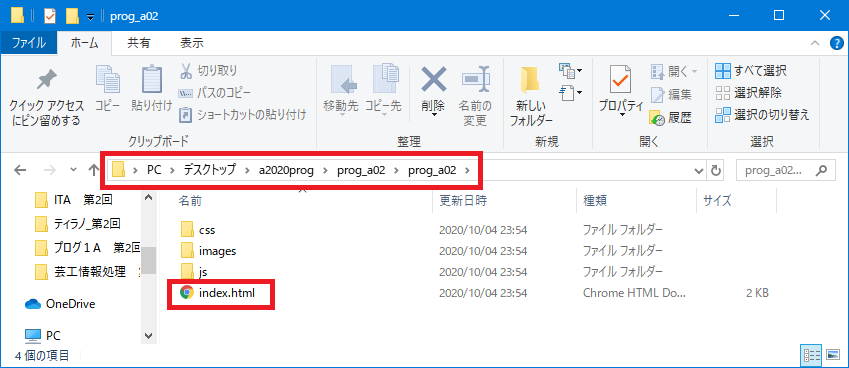 prog_a02
ファイル ホーム 共有 表示
クイック アクセスにピン留めする
コピー
貼り付け
切り取り
パスのコピー
ショートカットの貼り付け
クリップボード
移動先
コピー先
削除
名前の変更
整理
新しいフォルダー
新規
プロパティ
開く
編集
履歴
開く
すべて選択
選択解除
選択の切り替え
選択
PC デスクトップ a2020prog prog_a02 prog_a02
prog_a02...
ITA 第2回
ティラノ_第2回
プログ１A 第2回
芸工情報処理
OneDrive
PC
名前 更新日時 種類 サイズ
css 2020/10/04 23:54 ファイル フォルダー
images 2020/10/04 23:54 ファイル フォルダー
js 2020/10/04 23:54 ファイル フォルダー
index.html 2020/10/04 23:54 Chrome HTML Do... 2 KB
4 個の項目